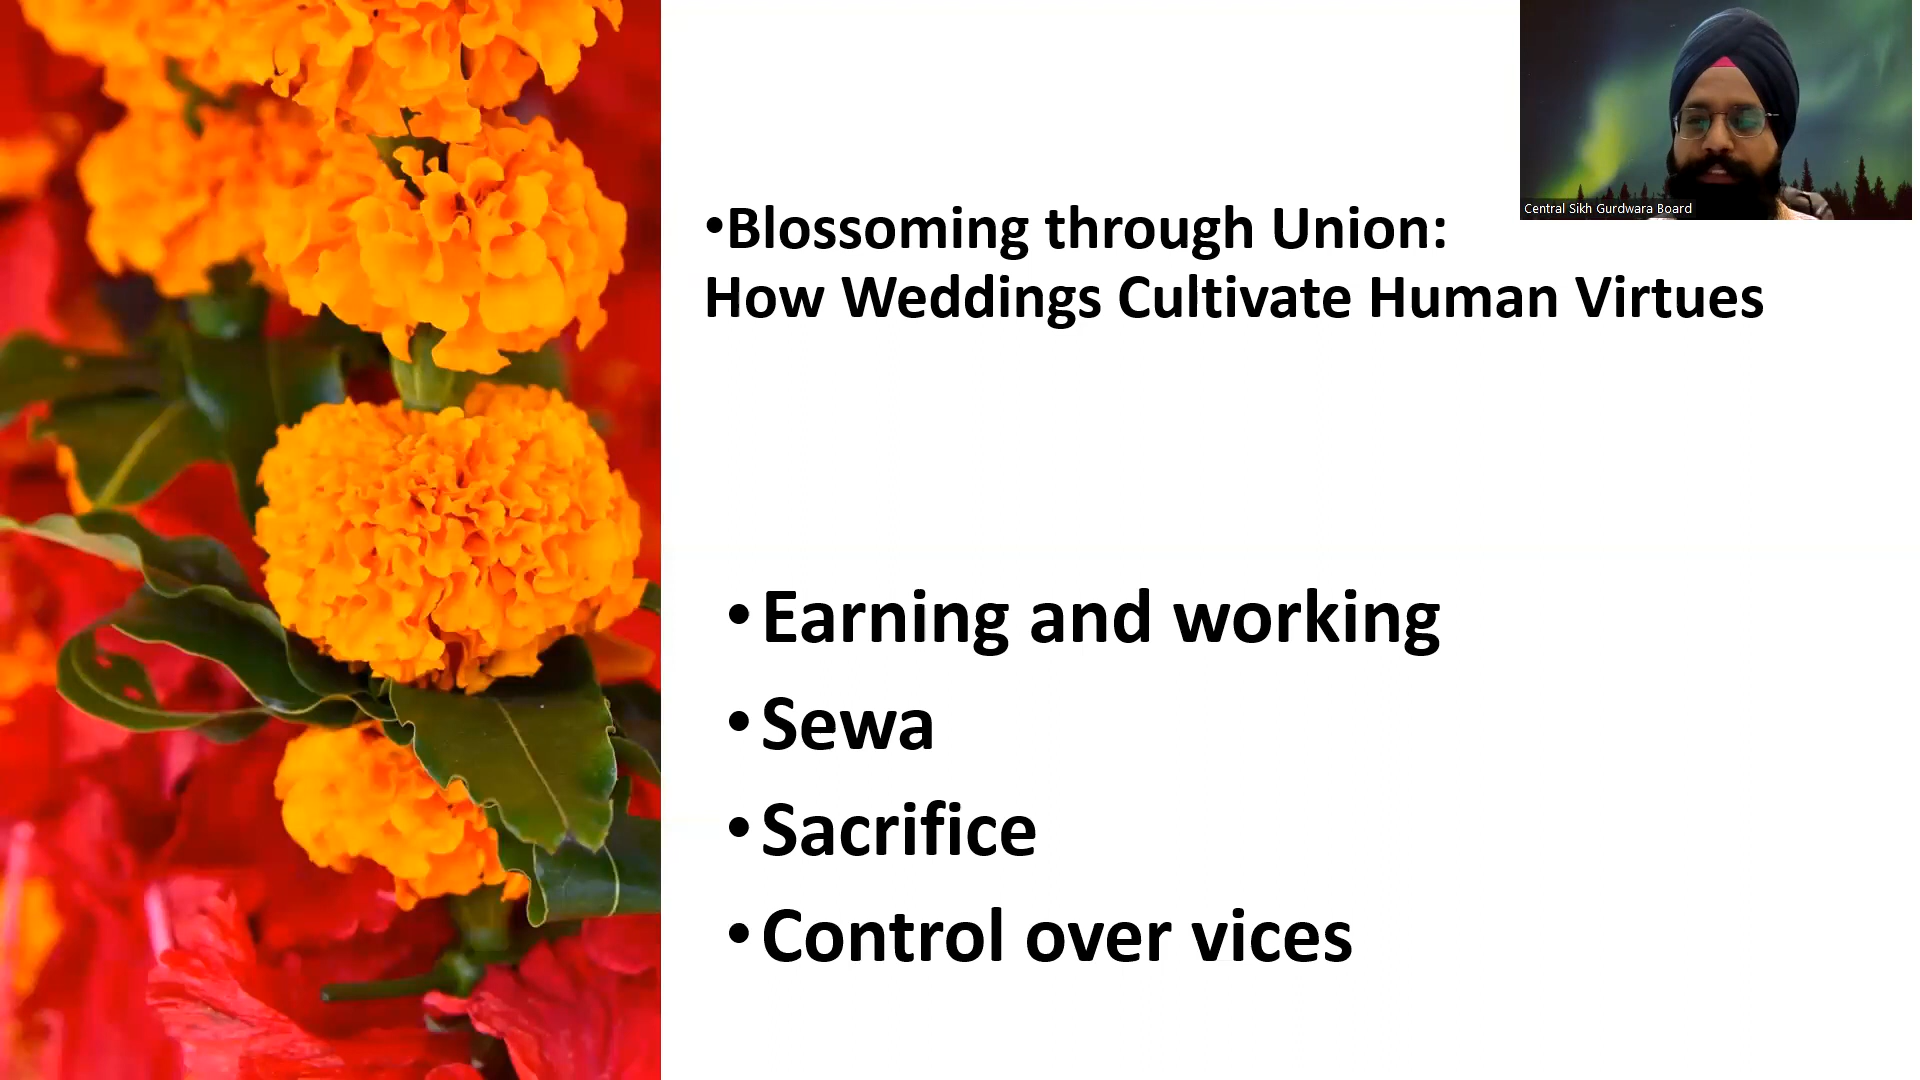 •Blossoming through Union:
How Weddings Cultivate Human Virtues
• Earning and working
• Sewa
• Sacrifice
• Control over vices
Central Sikh Gurdwara Board